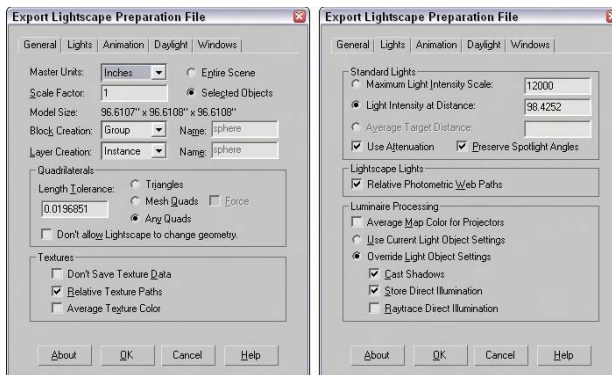 Export Lightscape Preparation File
General Lights Animation Daylight Windows
Master Units: Inches Entire Scene
Scale Factor: 1 Selected Objects
Model Size: 96.6107" x 96.6108" x 96.6108"
Block Creation: Group Name: sphere
Layer Creation: Instance Name: sphere
Quadrilaterals
Length Tolerance: Triangles
0.0196851 Mesh Quads Force
Any Quads
Don't allow Lightscape to change geometry.
Textures
Don't Save Texture Data
Relative Texture Paths
Average Texture Color
About OK Cancel Help
Export Lightscape Preparation File
General Lights Animation Daylight Windows
Standard Lights
Maximum Light Intensity Scale: 12000
Light Intensity at Distance: 98.4252
Average Target Distance:
Use Attenuation Preserve Spotlight Angles
Lightscape Lights
Relative Photometric Web Paths
Luminaire Processing
Average Map Color for Projectors
Use Current Light Object Settings
Override Light Object Settings
Cast Shadows
Store Direct Illumination
Raytrace Direct Illumination
About OK Cancel Help